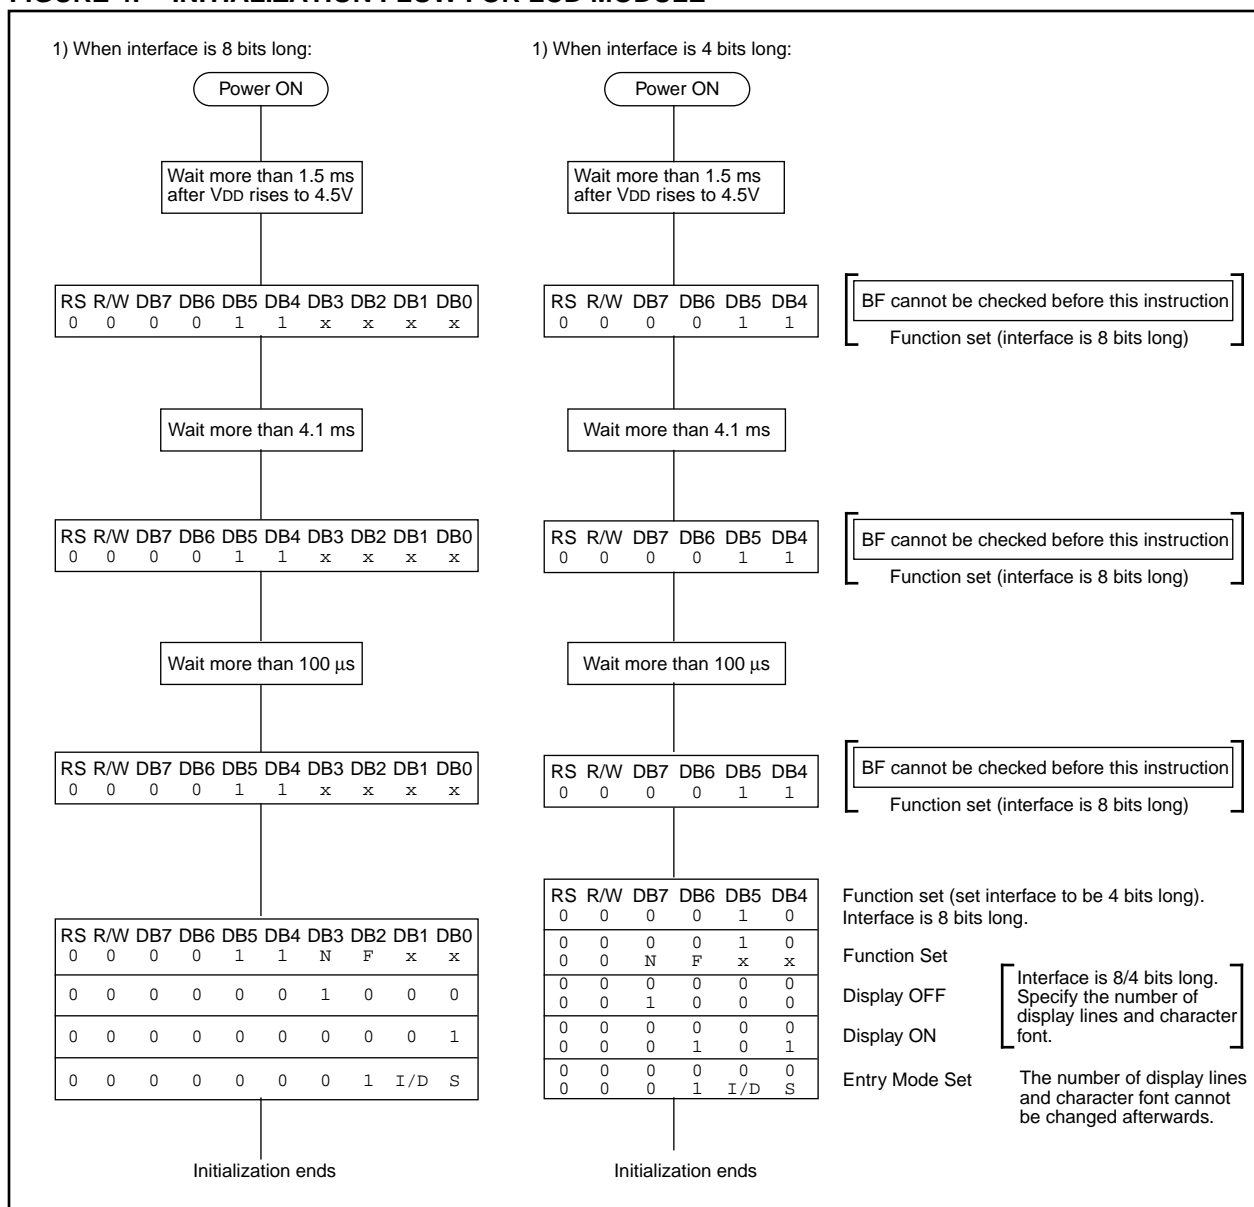 1) When interface is 8 bits long:
Power ON
Wait more than 1.5 ms
after VDD rises to 4.5V
RS R/W DB7 DB6 DB5 DB4 DB3 DB2 DB1 DB0
0 0 0 0 1 1 x x x x
Wait more than 4.1 ms
RS R/W DB7 DB6 DB5 DB4 DB3 DB2 DB1 DB0
0 0 0 0 1 1 x x x x
Wait more than 100 µs
RS R/W DB7 DB6 DB5 DB4 DB3 DB2 DB1 DB0
0 0 0 0 1 1 x x x x
RS R/W DB7 DB6 DB5 DB4 DB3 DB2 DB1 DB0
0 0 0 0 1 1 N F x x
0 0 0 0 0 0 1 0 0 0
0 0 0 0 0 0 0 0 0 1
0 0 0 0 0 0 0 1 I/D S
Initialization ends
1) When interface is 4 bits long:
Power ON
Wait more than 1.5 ms
after VDD rises to 4.5V
RS R/W DB7 DB6 DB5 DB4
0 0 0 0 1 1
BF cannot be checked before this instruction
Function set (interface is 8 bits long)
Wait more than 4.1 ms
RS R/W DB7 DB6 DB5 DB4
0 0 0 0 1 1
BF cannot be checked before this instruction
Function set (interface is 8 bits long)
Wait more than 100 µs
RS R/W DB7 DB6 DB5 DB4
0 0 0 0 1 1
BF cannot be checked before this instruction
Function set (interface is 8 bits long)
RS R/W DB7 DB6 DB5 DB4
0 0 0 0 1 0
Function set (set interface to be 4 bits long).
Interface is 8 bits long.
0 0 0 0 1 0
0 0 N F x x
Function Set
0 0 0 0 0 0
0 0 1 0 0 0
Display OFF
0 0 0 0 0 0
0 0 0 1 0 1
Display ON
0 0 0 0 0 0
0 0 0 1 I/D S
Entry Mode Set
Interface is 8/4 bits long.
Specify the number of
display lines and character
font.
The number of display lines
and character font cannot
be changed afterwards.
Initialization ends